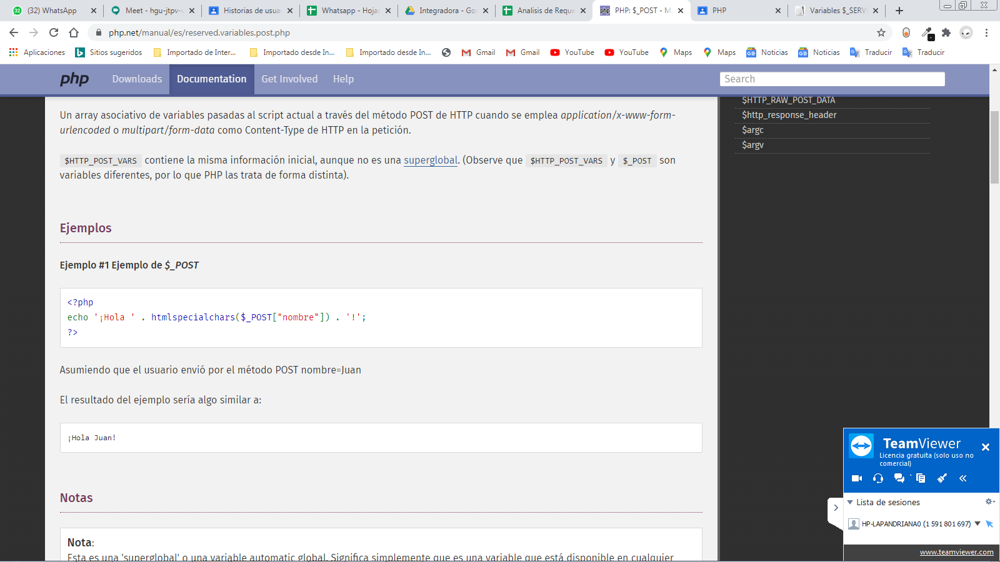 (32) WhatsApp
Meet - hgu-jtpv-
Historias de usua
Whatsapp - Hoja
Integradora - Goo
Analisis de Reque
PHP: $_POST - M
PHP
Variables $_SERV
php.net/manual/es/reserved.variables.post.php
Aplicaciones
Sitios sugeridos
Importado de Inter...
Importado desde In...
Importado desde In...
Gmail
Gmail
YouTube
YouTube
Maps
Maps
Noticias
Noticias
Traducir
Traducir
php
Downloads
Documentation
Get Involved
Help
Search
Un array asociativo de variables pasadas al script actual a través del método POST de HTTP cuando se emplea application/x-www-form-
urlencoded o multipart/form-data como Content-Type de HTTP en la petición.
$HTTP_POST_VARS contiene la misma información inicial, aunque no es una superglobal. (Observe que $HTTP_POST_VARS y $_POST son
variables diferentes, por lo que PHP las trata de forma distinta).
Ejemplos
Ejemplo #1 Ejemplo de $_POST
<?php
echo '¡Hola ' . htmlspecialchars($_POST["nombre"]) . '!';
?>
Asumiendo que el usuario envió por el método POST nombre=Juan
El resultado del ejemplo sería algo similar a:
¡Hola Juan!
Notas
Nota:
Esta es una 'superglobal' o una variable automatic global. Significa simplemente que es una variable que está disponible en cualquier
$HTTP_RAW_POST_DATA
$http_response_header
$argc
$argv
TeamViewer
Licencia gratuita (solo uso no
comercial)
Lista de sesiones
HP-LAPANDRIANA0 (1 591 801 697)
www.teamviewer.com